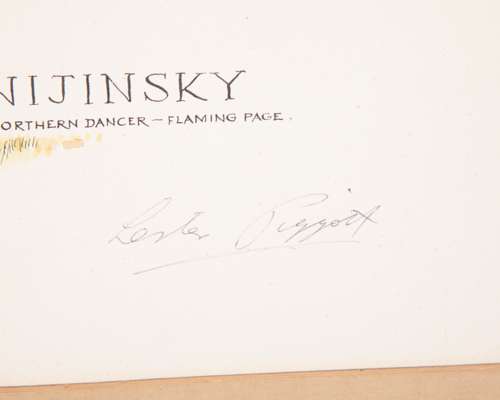 NIJINSKY
ORTHERN DANCER — FLAMING PAGE.
Lester Piggott